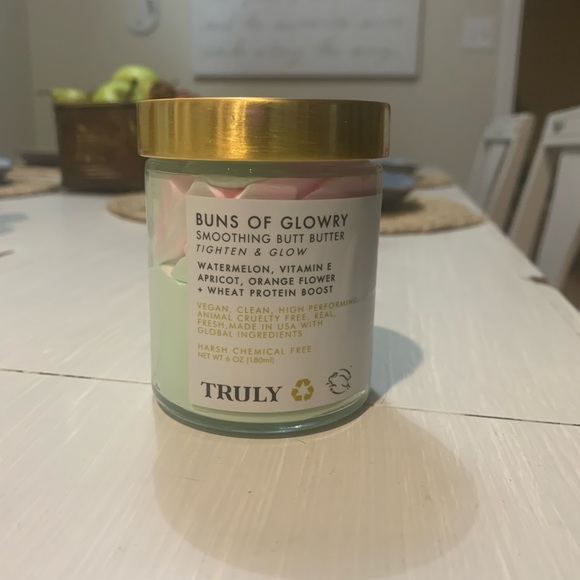 BUNS OF GLOWRY
SMOOTHING BUTT BUTTER
TIGHTEN & GLOW
WATERMELON, VITAMIN E
APRICOT, ORANGE FLOWER
+ WHEAT PROTEIN BOOST
VEGAN, CLEAN, HIGH PERFORMING
ANIMAL CRUELTY FREE. REAL,
FRESH, MADE IN USA WITH
GLOBAL INGREDIENTS
HARSH CHEMICAL FREE
NET WT 6 OZ (180ml)
TRULY